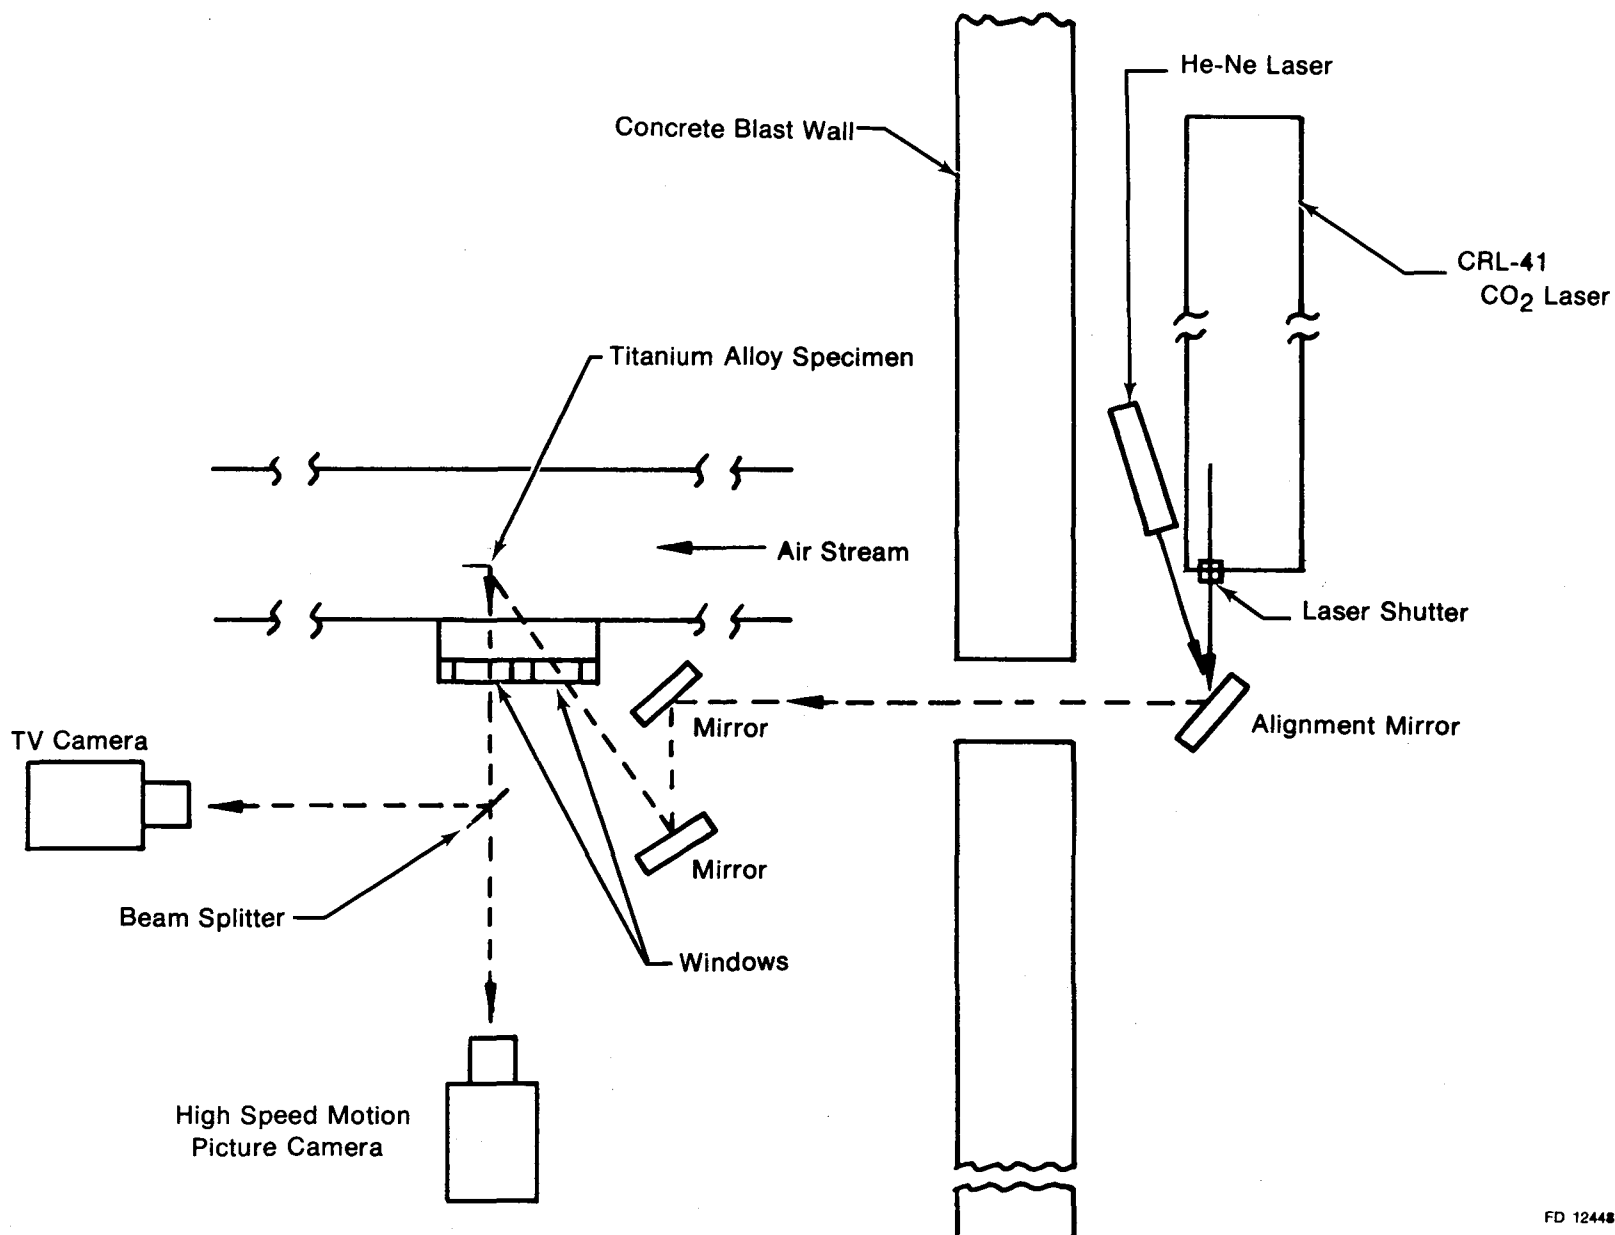 He-Ne Laser
Concrete Blast Wall
CRL-41
CO2 Laser
Titanium Alloy Specimen
Air Stream
Laser Shutter
Mirror
Alignment Mirror
TV Camera
Mirror
Beam Splitter
Windows
High Speed Motion
Picture Camera
FD 12448